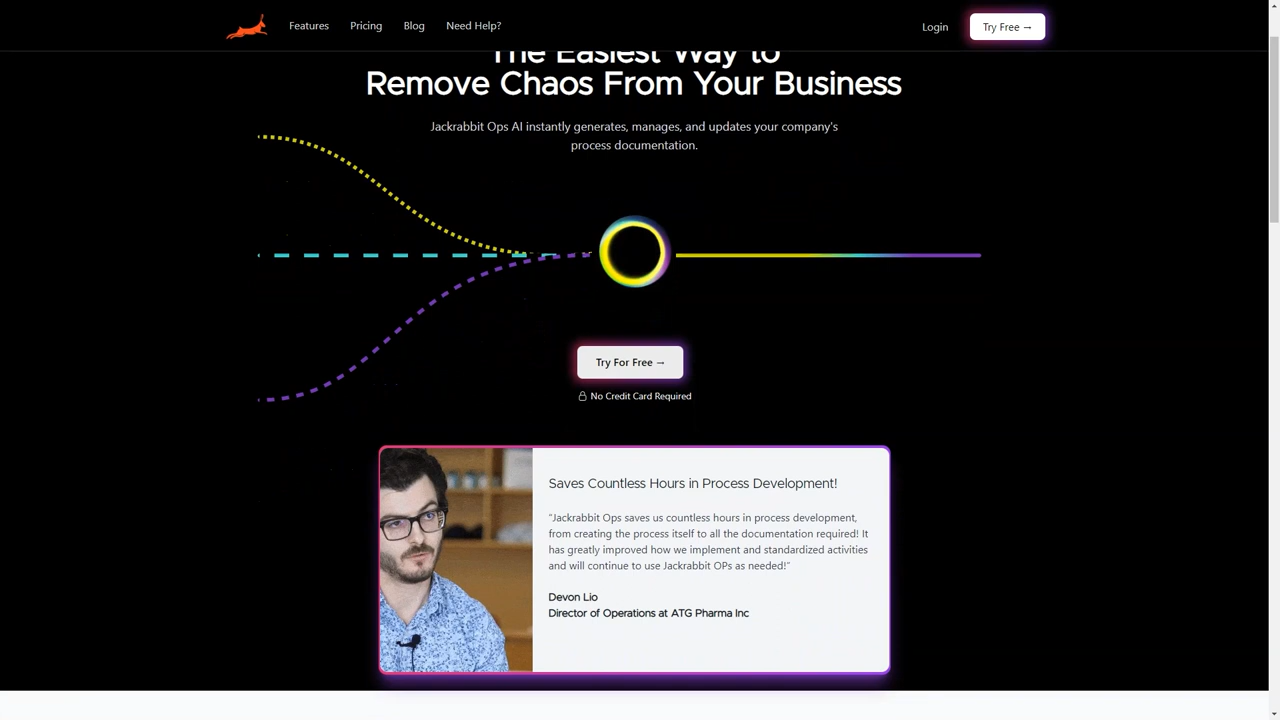 Features
Pricing
Blog
Need Help?
Login
Try Free →
The Easiest Way to
Remove Chaos From Your Business
Jackrabbit Ops AI instantly generates, manages, and updates your company's
process documentation.
Try For Free →
No Credit Card Required
Saves Countless Hours in Process Development!
"Jackrabbit Ops saves us countless hours in process development,
from creating the process itself to all the documentation required! It
has greatly improved how we implement and standardized activities
and will continue to use Jackrabbit OPs as needed!"
Devon Lio
Director of Operations at ATG Pharma Inc